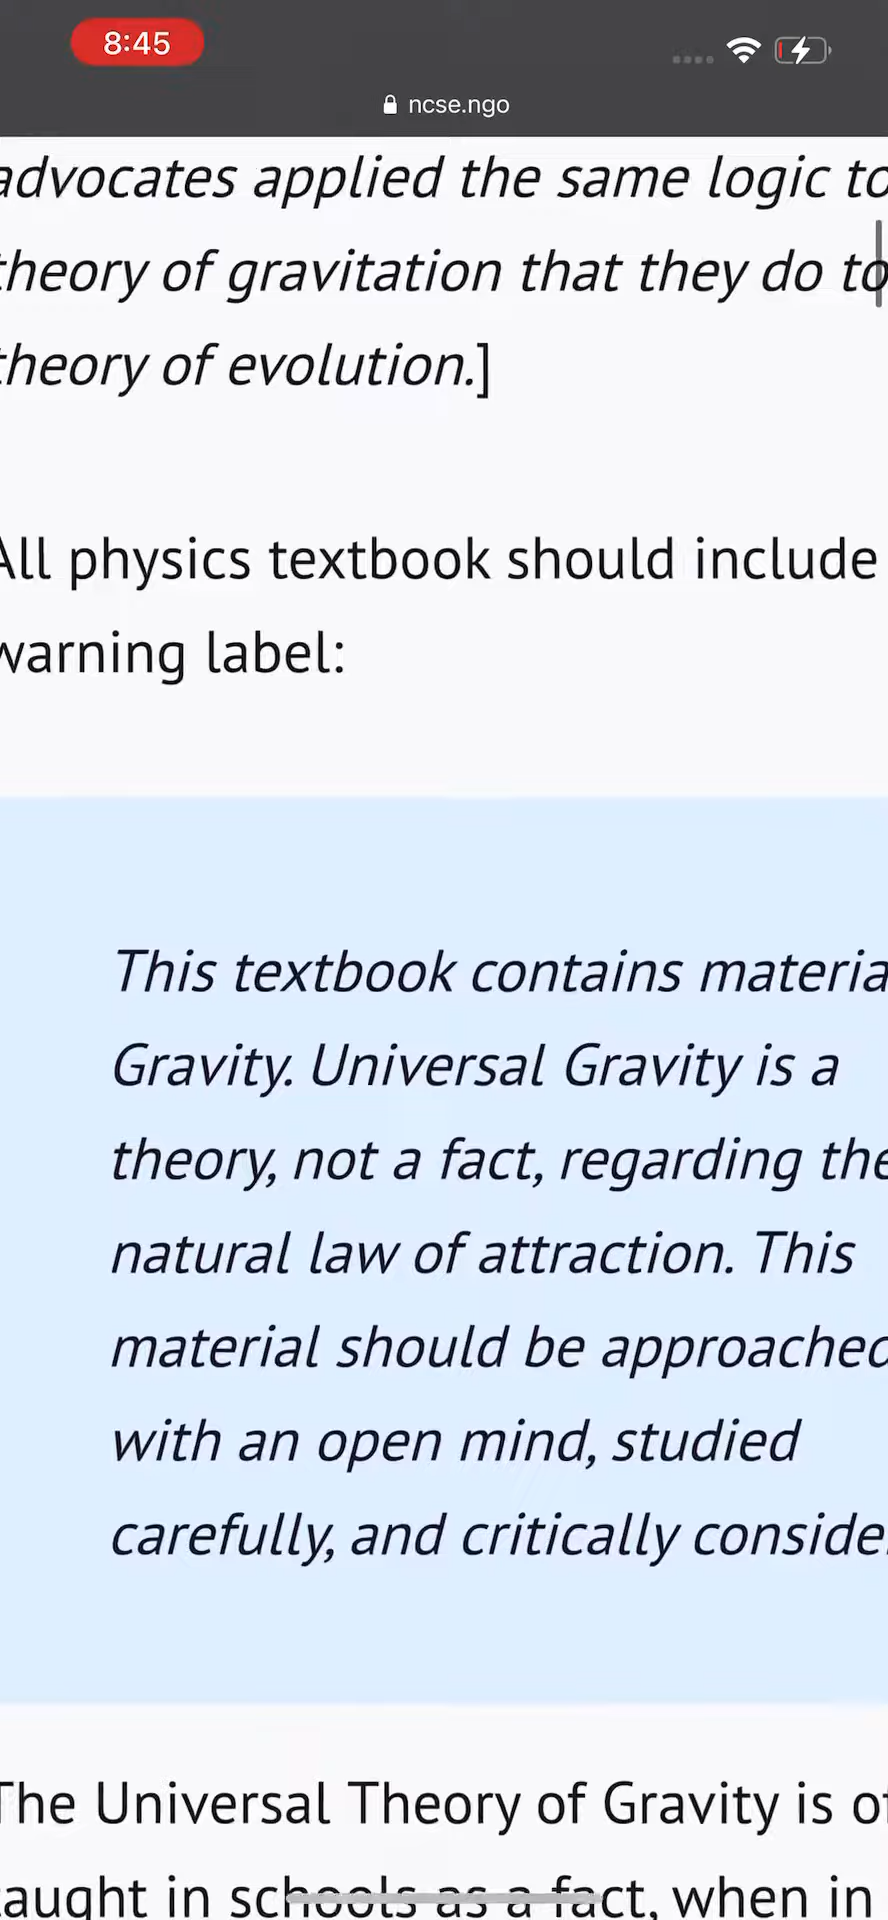 8:45
ncse.ngo
advocates applied the same logic to
theory of gravitation that they do to
theory of evolution.]
All physics textbook should include
warning label:
This textbook contains materia
Gravity. Universal Gravity is a
theory, not a fact, regarding the
natural law of attraction. This
material should be approached
with an open mind, studied
carefully, and critically conside
The Universal Theory of Gravity is
taught in schools as a fact, when in